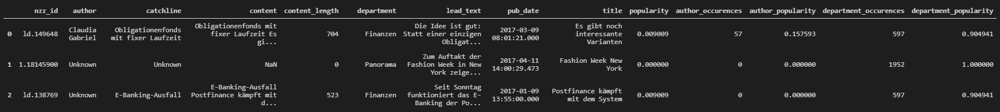 nzz_id author catchline content content_length department lead_text pub_date title popularity author_occurences author_popularity department_occurences department_popularity
0 ld.149648 Claudia Gabriel Obligationenfonds mit fixer Laufzeit Obligationenfonds mit fixer Laufzeit Es gi... 704 Finanzen Die Idee ist gut: Statt einer einzigen Obligat... 2017-03-09 08:01:21.000 Es gibt noch interessante Varianten 0.009009 57 0.157593 597 0.904941
1 1.18145900 Unknown Unknown NaN 0 Panorama Zum Auftakt der Fashion Week in New York zeige... 2017-04-11 14:00:29.473 Fashion Week New York 0.000000 0 0.000000 1952 1.000000
2 ld.138769 Unknown E-Banking-Ausfall E-Banking-Ausfall Postfinance kämpft mit d... 523 Finanzen Seit Sonntag funktioniert das E-Banking der Po... 2017-01-09 13:55:00.000 Postfinance kämpft mit dem System 0.009009 0 0.000000 597 0.904941